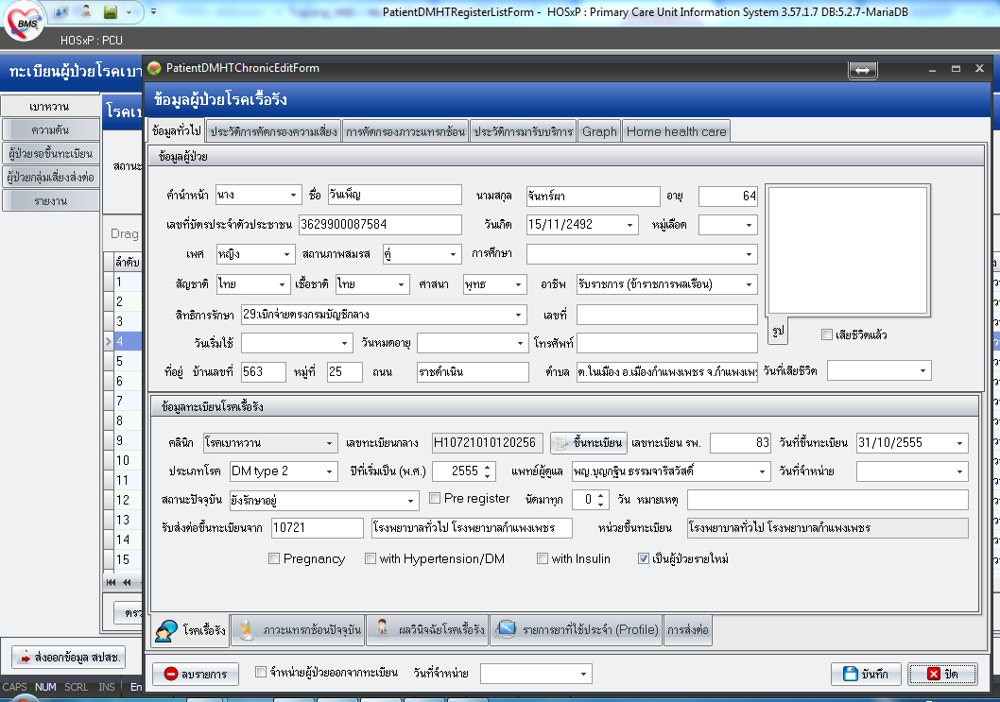 PatientDMHTRegisterListForm - HOSxP : Primary Care Unit Information System 3.57.1.7 DB:5.2.7-MariaDB
BMS
HOSxP : PCU
ทะเบียนผู้ป่วยโรคเบา
เบาหวาน
ความดัน
ผู้ป่วยรอขึ้นทะเบียน
ผู้ป่วยกลุ่มเสี่ยงส่งต่อ
รายงาน
โรคเบา
สถานะ
Drag
ลำดับ
1
2
3
4
5
6
7
8
9
10
11
12
13
14
15
ตรว
ส่งออกข้อมูล สปสช.
CAPS NUM SCRL INS En
PatientDMHTChronicEditForm
ข้อมูลผู้ป่วยโรคเรื้อรัง
ข้อมูลทั่วไป ประวัติการคัดกรองความเสี่ยง การคัดกรองภาวะแทรกซ้อน ประวัติการมารับบริการ Graph Home health care
ข้อมูลผู้ป่วย
คำนำหน้า นาง ชื่อ วันเพ็ญ นามสกุล จันทร์ผา อายุ 64
เลขที่บัตรประจำตัวประชาชน 3629900087584 วันเกิด 15/11/2492 หมู่เลือด
เพศ หญิง สถานภาพสมรส คู่ การศึกษา
สัญชาติ ไทย เชื้อชาติ ไทย ศาสนา พุทธ อาชีพ รับราชการ (ข้าราชการพลเรือน)
สิทธิการรักษา 29:เบิกจ่ายตรงกรมบัญชีกลาง เลขที่
รูป เสียชีวิตแล้ว
วันเริ่มใช้ วันหมดอายุ โทรศัพท์
ที่อยู่ บ้านเลขที่ 563 หมู่ที่ 25 ถนน ราชดำเนิน ตำบล ต.ในเมือง อ.เมืองกำแพงเพชร จ.กำแพงเพ วันที่เสียชีวิต
ข้อมูลทะเบียนโรคเรื้อรัง
คลินิก โรคเบาหวาน เลขทะเบียนกลาง H10721010120256 ขึ้นทะเบียน เลขทะเบียน รพ. 83 วันที่ขึ้นทะเบียน 31/10/2555
ประเภทโรค DM type 2 ปีที่เริ่มเป็น (พ.ศ.) 2555 แพทย์ผู้ดูแล พญ.บุญกฐิน ธรรมจารีสวัสดิ์ วันที่จำหน่าย
สถานะปัจจุบัน ยังรักษาอยู่ Pre register นัดมาทุก 0 วัน หมายเหตุ
รับส่งต่อขึ้นทะเบียนจาก 10721 โรงพยาบาลทั่วไป โรงพยาบาลกำแพงเพชร หน่วยขึ้นทะเบียน โรงพยาบาลทั่วไป โรงพยาบาลกำแพงเพชร
Pregnancy with Hypertension/DM with Insulin เป็นผู้ป่วยรายใหม่
โรคเรื้อรัง ภาวะแทรกซ้อนปัจจุบัน ผลวินิจฉัยโรคเรื้อรัง รายการยาที่ใช้ประจำ (Profile) การส่งต่อ
ลบรายการ จำหน่ายผู้ป่วยออกจากทะเบียน วันที่จำหน่าย บันทึก ปิด